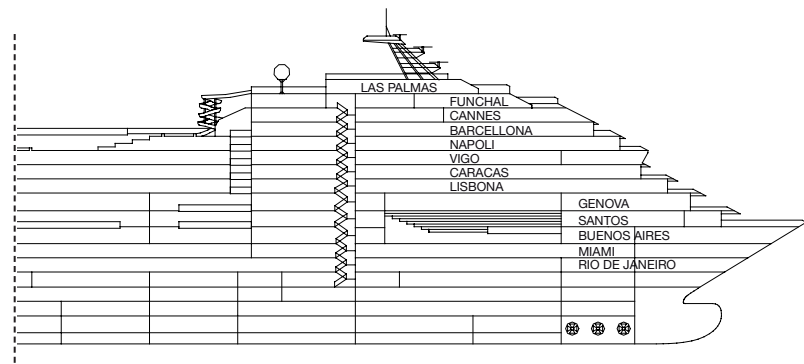 LAS PALMAS
FUNCHAL
CANNES
BARCELLONA
NAPOLI
VIGO
CARACAS
LISBONA
GENOVA
SANTOS
BUENOS AIRES
MIAMI
RIO DE JANEIRO